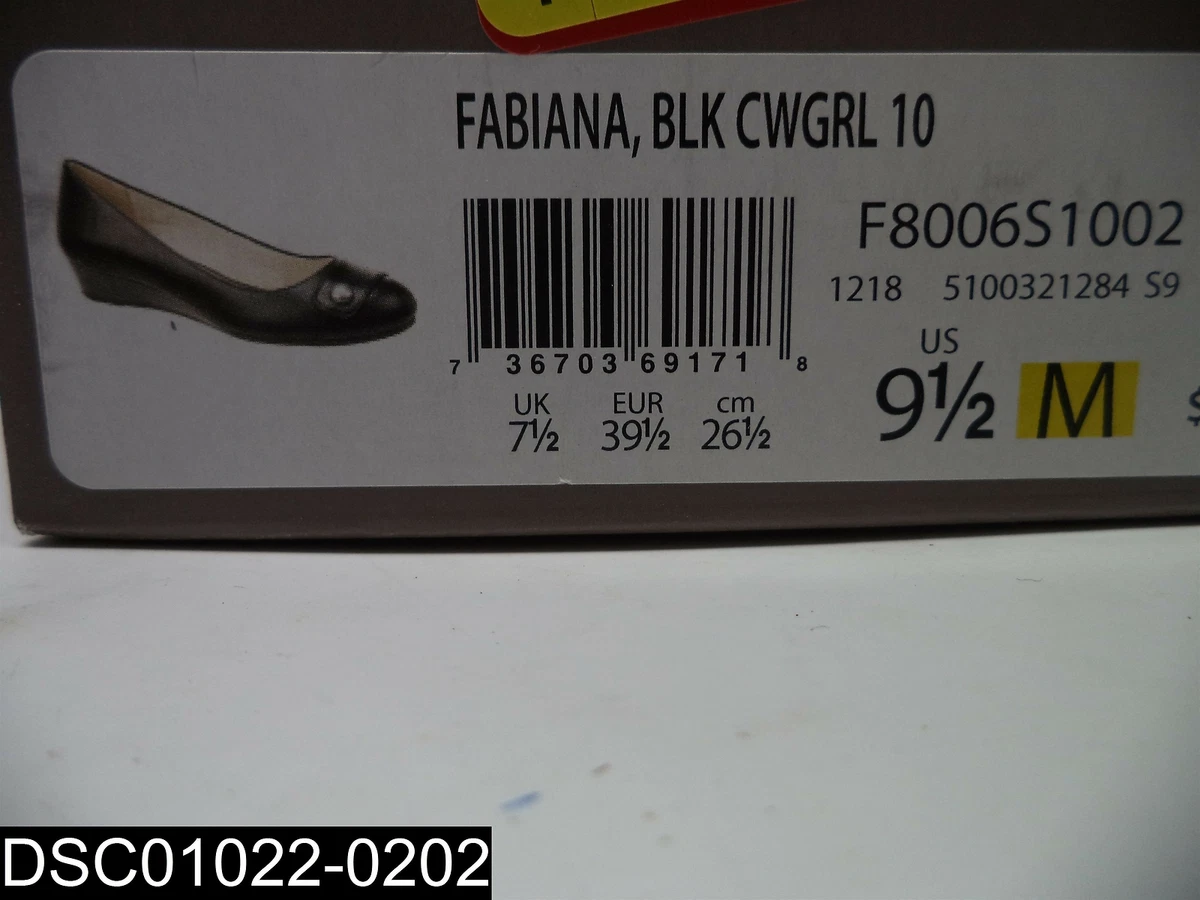 FABIANA, BLK CWGRL 10
F8006S1002
1218 5100321284 S9
7 36703 69171 8
US
9½ M
UK EUR cm
7½ 39½ 26½
DSC01022-0202